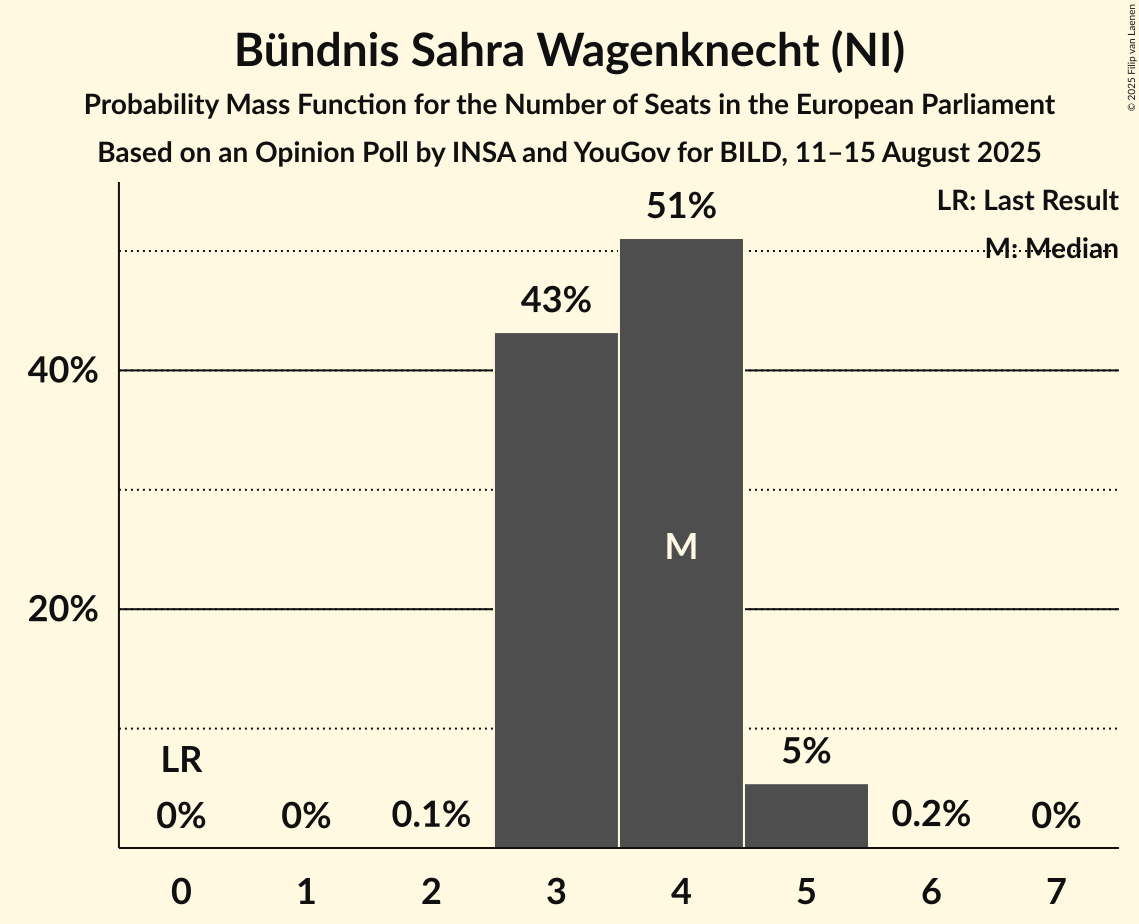 Bündnis Sahra Wagenknecht (NI)
Probability Mass Function for the Number of Seats in the European Parliament
Based on an Opinion Poll by INSA and YouGov for BILD, 11–15 August 2025
© 2025 Filip van Laenen
LR: Last Result
M: Median
51%
43%
40%
M
20%
LR
5%
0%
0%
0.1%
0.2%
0%
0
1
2
3
4
5
6
7